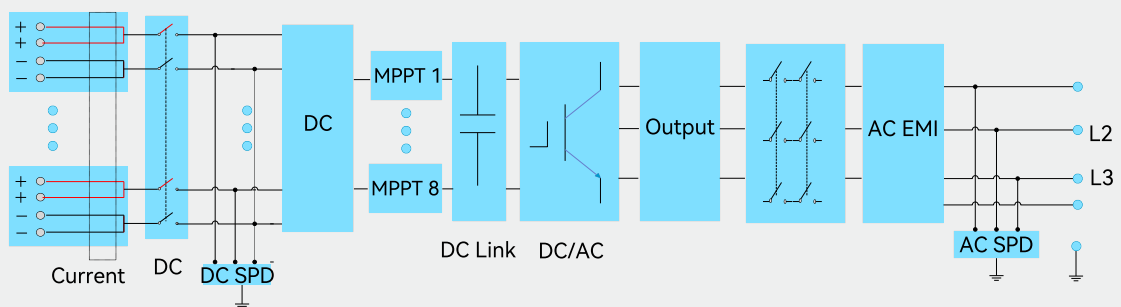 +
+
−
−
+
+
−
−
Current
DC
DC SPD
DC
MPPT 1
MPPT 8
DC Link
DC/AC
Output
AC EMI
L2
L3
AC SPD